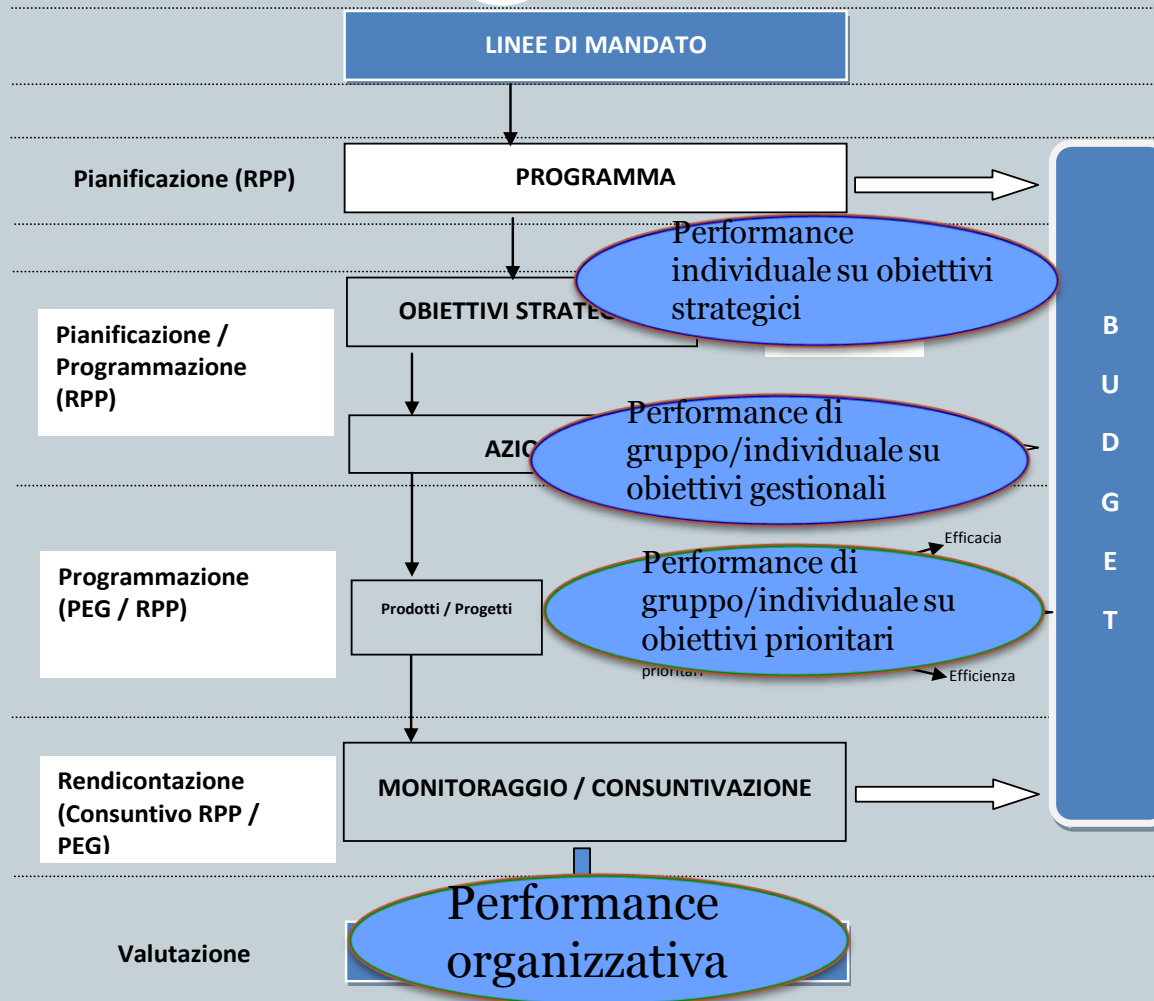 LINEE DI MANDATO
Pianificazione (RPP)
PROGRAMMA
Performance
individuale su obiettivi
strategici
OBIETTIVI STRATEG
Pianificazione /
Programmazione
(RPP)
Performance di
gruppo/individuale su
obiettivi gestionali
AZIO
Programmazione
(PEG / RPP)
Prodotti / Progetti
Performance di
gruppo/individuale su
obiettivi prioritari
prioritari
Efficacia
Efficienza
B
U
D
G
E
T
Rendicontazione
(Consuntivo RPP /
PEG)
MONITORAGGIO / CONSUNTIVAZIONE
Valutazione
Performance
organizzativa